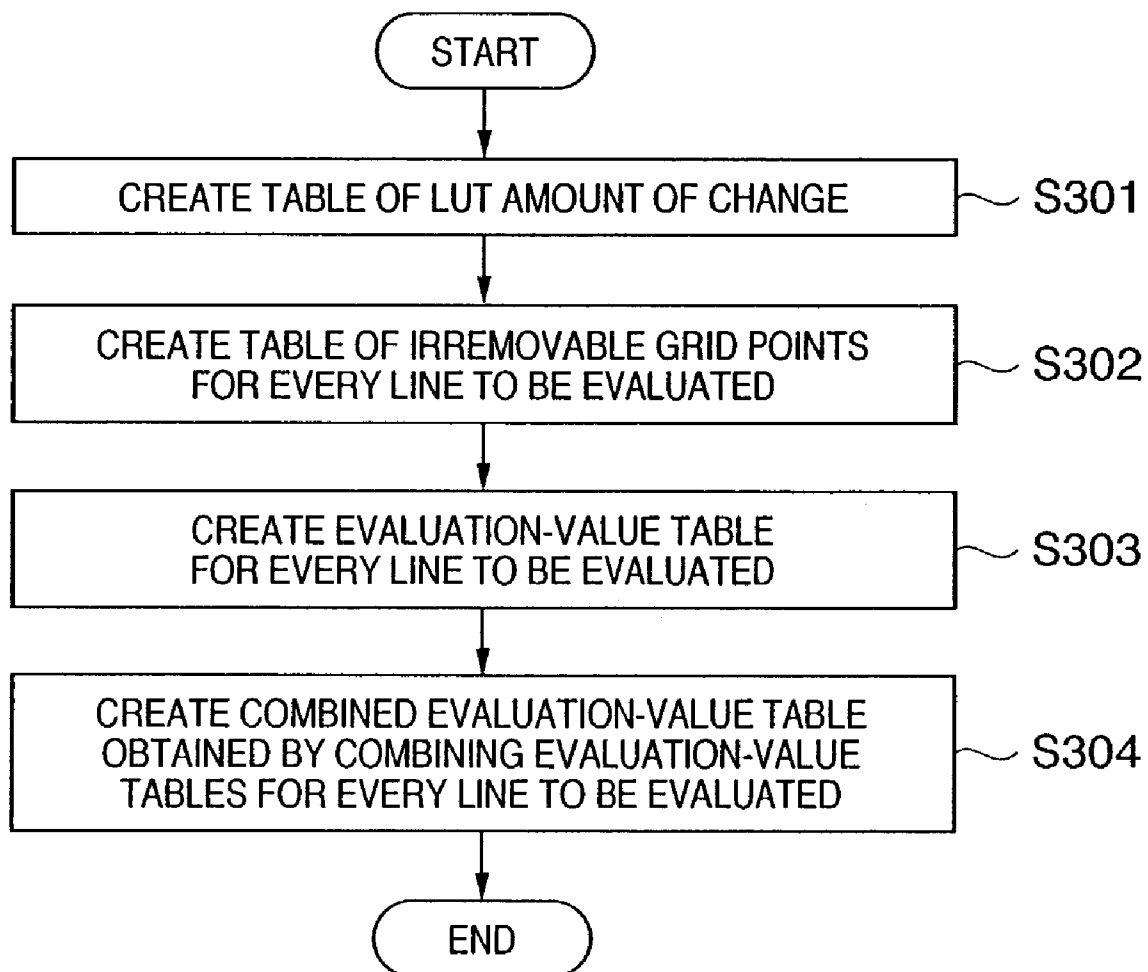 START
CREATE TABLE OF LUT AMOUNT OF CHANGE
S301
CREATE TABLE OF IRREMOVABLE GRID POINTS
FOR EVERY LINE TO BE EVALUATED
S302
CREATE EVALUATION-VALUE TABLE
FOR EVERY LINE TO BE EVALUATED
S303
CREATE COMBINED EVALUATION-VALUE TABLE
OBTAINED BY COMBINING EVALUATION-VALUE
TABLES FOR EVERY LINE TO BE EVALUATED
S304
END